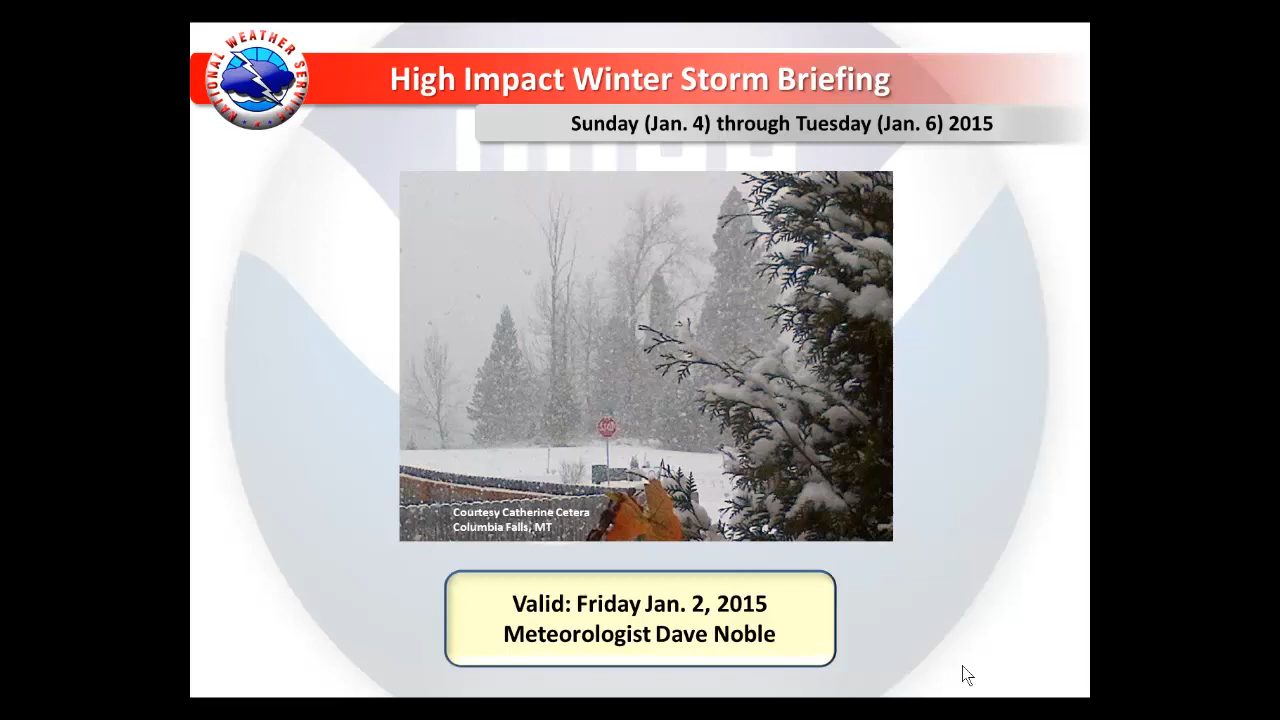 NATIONAL WEATHER SERVICE
High Impact Winter Storm Briefing
Sunday (Jan. 4) through Tuesday (Jan. 6) 2015
STOP
Courtesy Catherine Cetera
Columbia Falls, MT
Valid: Friday Jan. 2, 2015
Meteorologist Dave Noble